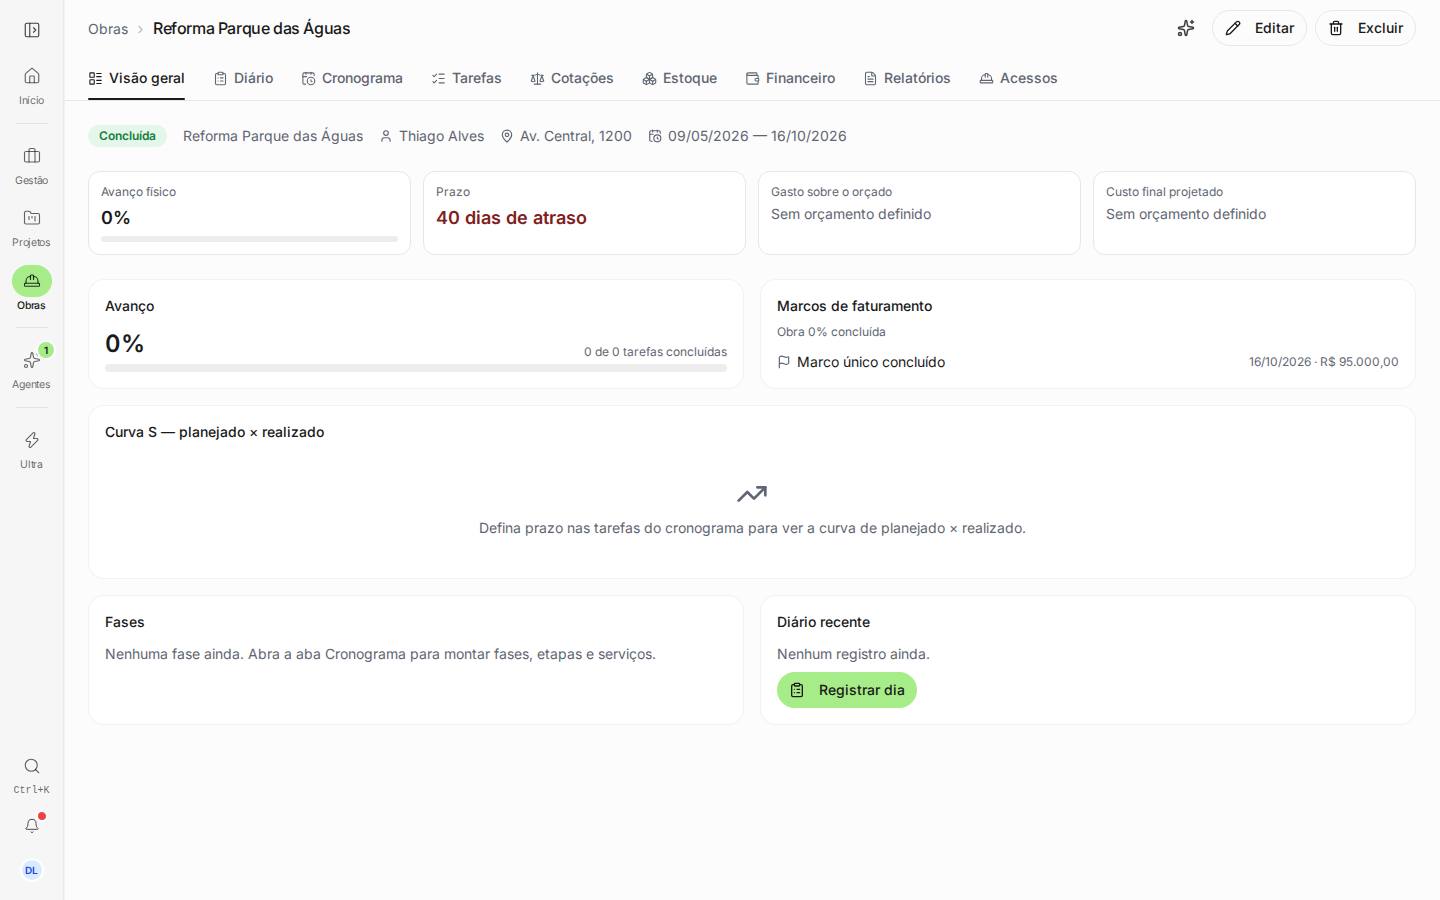 Obras
Reforma Parque das Águas
Editar
Excluir
Visão geral
Diário
Cronograma
Tarefas
Cotações
Estoque
Financeiro
Relatórios
Acessos
Início
Gestão
Projetos
Obras
1
Agentes
Ultra
Ctrl+K
DL
Concluída
Reforma Parque das Águas
Thiago Alves
Av. Central, 1200
09/05/2026 — 16/10/2026
Avanço físico
0%
Prazo
40 dias de atraso
Gasto sobre o orçado
Sem orçamento definido
Custo final projetado
Sem orçamento definido
Avanço
0%
0 de 0 tarefas concluídas
Marcos de faturamento
Obra 0% concluída
Marco único concluído
16/10/2026 · R$ 95.000,00
Curva S — planejado × realizado
Defina prazo nas tarefas do cronograma para ver a curva de planejado × realizado.
Fases
Nenhuma fase ainda. Abra a aba Cronograma para montar fases, etapas e serviços.
Diário recente
Nenhum registro ainda.
Registrar dia